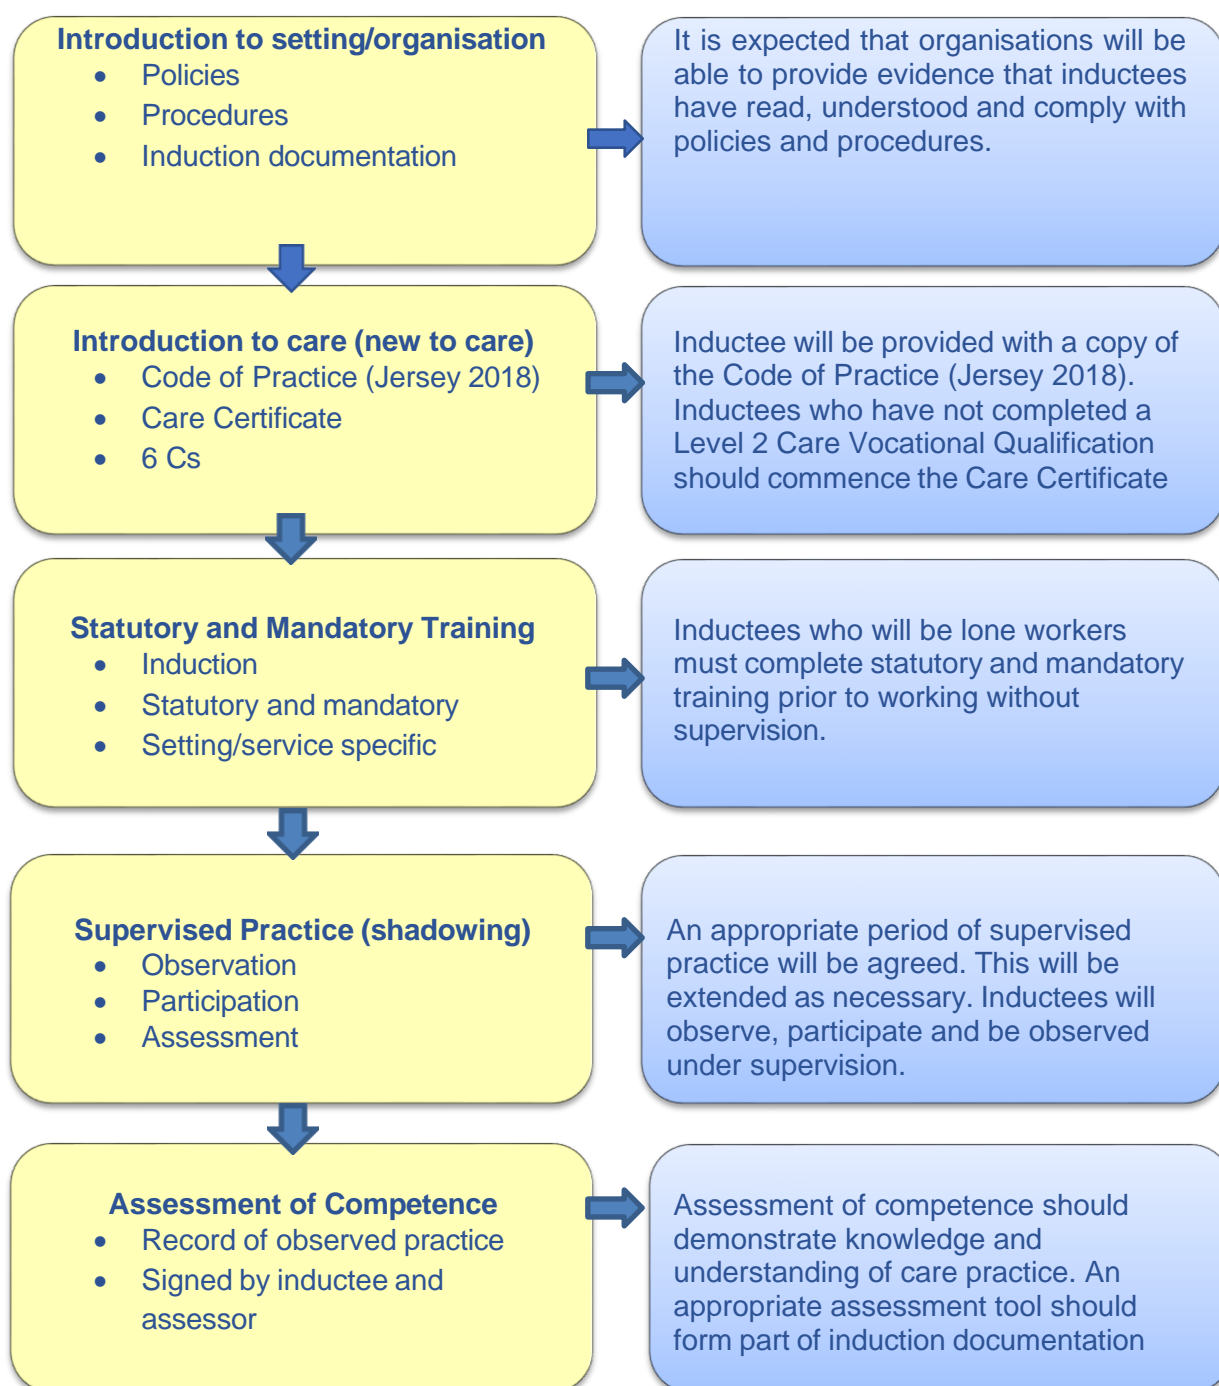 Introduction to setting/organisation
• Policies
• Procedures
• Induction documentation
It is expected that organisations will be
able to provide evidence that inductees
have read, understood and comply with
policies and procedures.
Introduction to care (new to care)
• Code of Practice (Jersey 2018)
• Care Certificate
• 6 Cs
Inductee will be provided with a copy of
the Code of Practice (Jersey 2018).
Inductees who have not completed a
Level 2 Care Vocational Qualification
should commence the Care Certificate
Statutory and Mandatory Training
• Induction
• Statutory and mandatory
• Setting/service specific
Inductees who will be lone workers
must complete statutory and mandatory
training prior to working without
supervision.
Supervised Practice (shadowing)
• Observation
• Participation
• Assessment
An appropriate period of supervised
practice will be agreed. This will be
extended as necessary. Inductees will
observe, participate and be observed
under supervision.
Assessment of Competence
• Record of observed practice
• Signed by inductee and
assessor
Assessment of competence should
demonstrate knowledge and
understanding of care practice. An
appropriate assessment tool should
form part of induction documentation